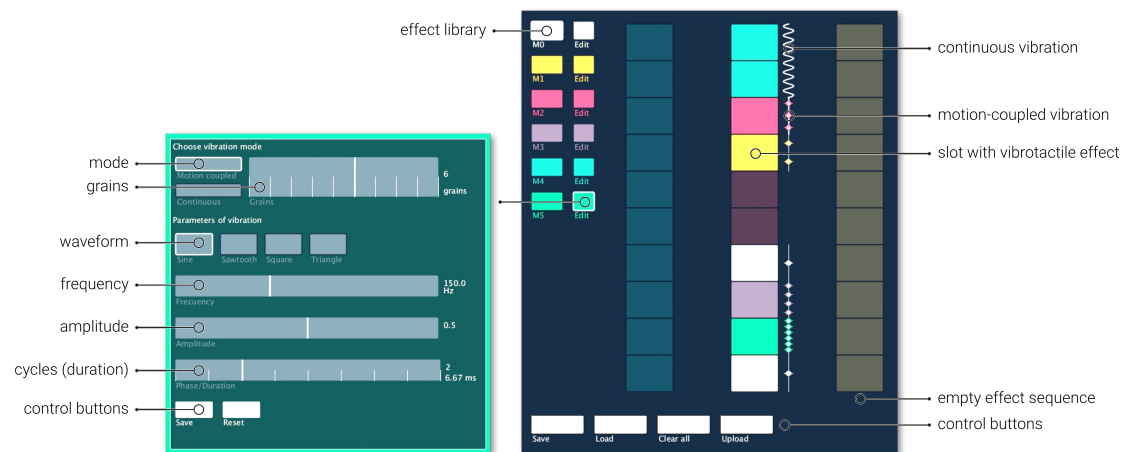 effect library
M0 Edit
M1 Edit
M2 Edit
M3 Edit
M4 Edit
M5 Edit
continuous vibration
motion-coupled vibration
slot with vibrotactile effect
empty effect sequence
control buttons
Save Load Clear all Upload
mode
grains
waveform
frequency
amplitude
cycles (duration)
control buttons
Choose vibration mode
Motion coupled
Continuous
Grains
6
grains
Parameters of vibration
Sine Sawtooth Square Triangle
150.0
Hz
Frecuency
0.5
Amplitude
2
6.67 ms
Phase/Duration
Save Reset